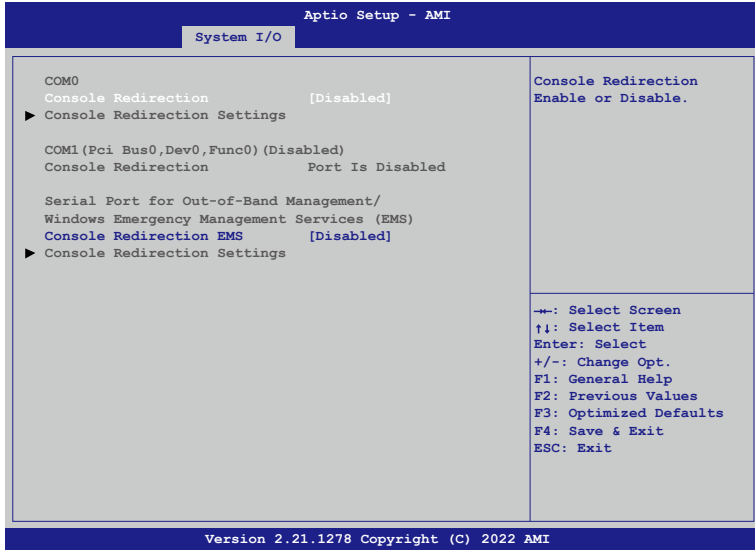 Aptio Setup - AMI
System I/O
COM0
Console Redirection [Disabled]
▶ Console Redirection Settings
COM1(Pci Bus0,Dev0,Func0)(Disabled)
Console Redirection Port Is Disabled
Serial Port for Out-of-Band Management/
Windows Emergency Management Services (EMS)
Console Redirection EMS [Disabled]
▶ Console Redirection Settings
Console Redirection
Enable or Disable.
→←: Select Screen
↑↓: Select Item
Enter: Select
+/-: Change Opt.
F1: General Help
F2: Previous Values
F3: Optimized Defaults
F4: Save & Exit
ESC: Exit
Version 2.21.1278 Copyright (C) 2022 AMI